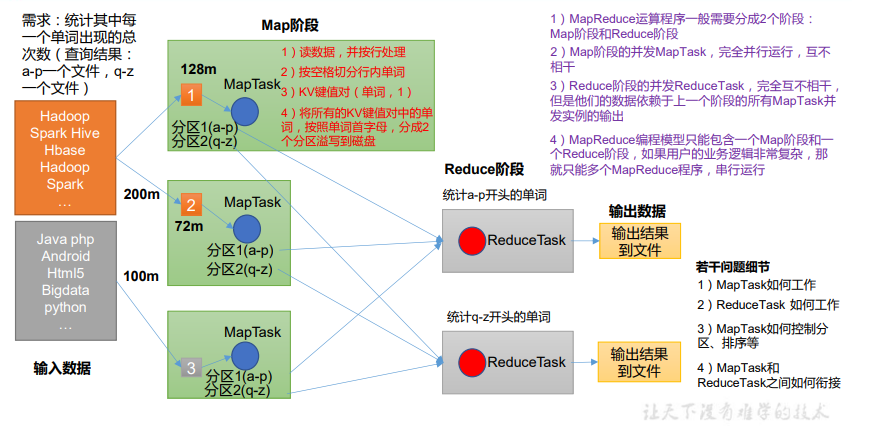 需求：统计其中每
一个单词出现的总
次数（查询结果：
a-p一个文件，q-z
一个文件）
Hadoop
Spark Hive
Hbase
Hadoop
Spark
…
200m
Java php
Android
Html5
Bigdata
python
…
100m
输入数据
Map阶段
128m
1
MapTask
分区1(a-p)
分区2(q-z)
1）读数据，并按行处理
2）按空格切分行内单词
3）KV键值对（单词，1）
4）将所有的KV键值对中的单
词，按照单词首字母，分成2
个分区溢写到磁盘
2
72m
MapTask
分区1(a-p)
分区2(q-z)
3
MapTask
分区1(a-p)
分区2(q-z)
Reduce阶段
统计a-p开头的单词
ReduceTask
统计q-z开头的单词
ReduceTask
输出数据
输出结果
到文件
输出结果
到文件
1）MapReduce运算程序一般需要分成2个阶段：
Map阶段和Reduce阶段
2）Map阶段的并发MapTask，完全并行运行，互不
相干
3）Reduce阶段的并发ReduceTask，完全互不相干，
但是他们的数据依赖于上一个阶段的所有MapTask并
发实例的输出
4）MapReduce编程模型只能包含一个Map阶段和一
个Reduce阶段，如果用户的业务逻辑非常复杂，那
就只能多个MapReduce程序，串行运行
若干问题细节
1）MapTask如何工作
2）ReduceTask 如何工作
3）MapTask如何控制分
区、排序等
4）MapTask和
ReduceTask之间如何衔接
让天下没有难学的技术